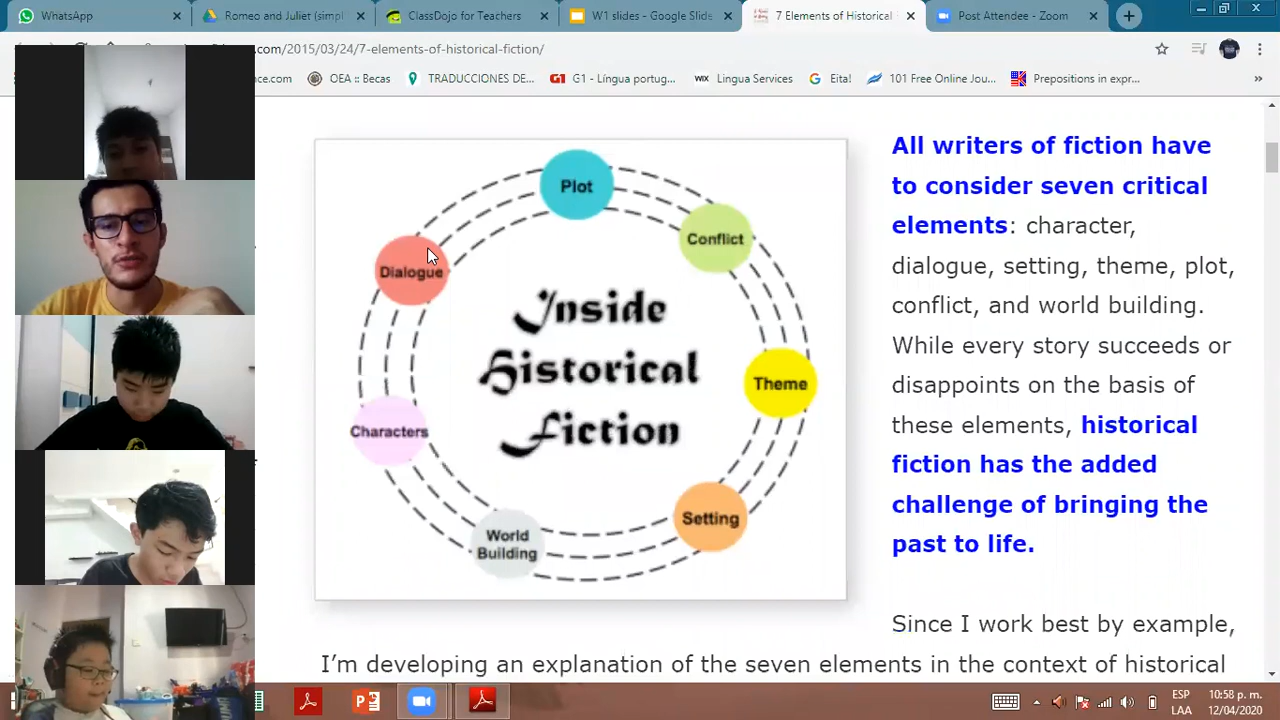 WhatsApp
Romeo and Juliet (simpl
ClassDojo for Teachers
W1 slides - Google Slide
7 Elements of Historical
Post Attendee - Zoom
com/2015/03/24/7-elements-of-historical-fiction/
nce.com
OEA :: Becas
TRADUCCIONES DE...
G1 - Língua portug...
WIX Lingua Services
Eita!
101 Free Online Jou...
Prepositions in expr...
»
Plot
Conflict
Dialogue
Theme
Characters
Setting
World
Building
Inside
Historical
Fiction
All writers of fiction have
to consider seven critical
elements: character,
dialogue, setting, theme, plot,
conflict, and world building.
While every story succeeds or
disappoints on the basis of
these elements, historical
fiction has the added
challenge of bringing the
past to life.
Since I work best by example,
I'm developing an explanation of the seven elements in the context of historical
ESP
LAA
10:58 p. m.
12/04/2020